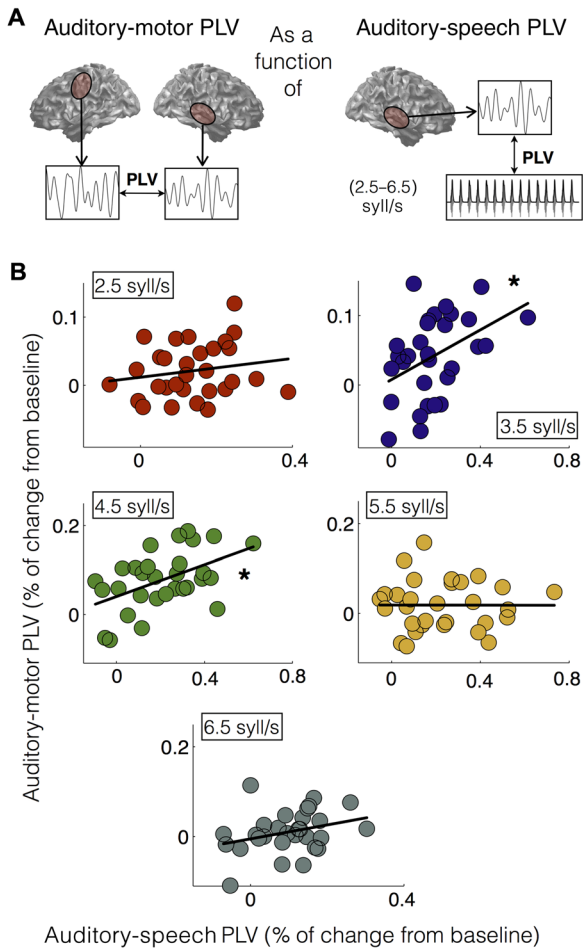 A
Auditory-motor PLV
As a
function
of
Auditory-speech PLV
PLV
PLV
(2.5–6.5)
syll/s
B
Auditory-motor PLV (% of change from baseline)
2.5 syll/s
0.1
0
0
0.4
*
3.5 syll/s
0.1
0
0
0.4
0.8
4.5 syll/s
0.2
0
*
0
0.4
0.8
5.5 syll/s
0.2
0
0
0.4
0.8
6.5 syll/s
0.2
0
0
0.4
Auditory-speech PLV (% of change from baseline)